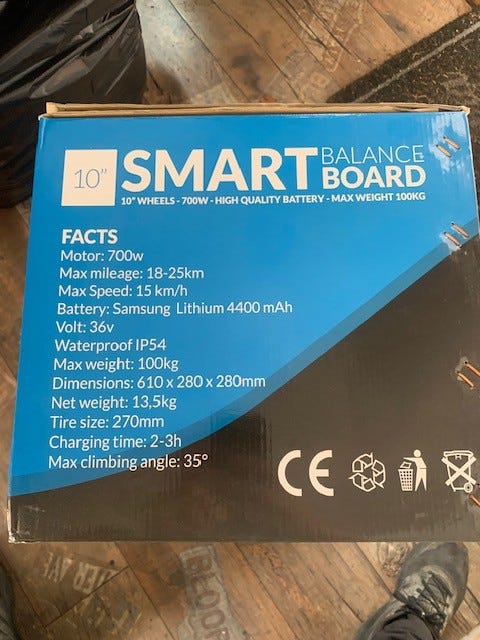 10” SMART BALANCE BOARD
10” WHEELS - 700W - HIGH QUALITY BATTERY - MAX WEIGHT 100KG
FACTS
Motor: 700w
Max mileage: 18-25km
Max Speed: 15 km/h
Battery: Samsung Lithium 4400 mAh
Volt: 36v
Waterproof IP54
Max weight: 100kg
Dimensions: 610 x 280 x 280mm
Net weight: 13,5kg
Tire size: 270mm
Charging time: 2-3h
Max climbing angle: 35°
CE